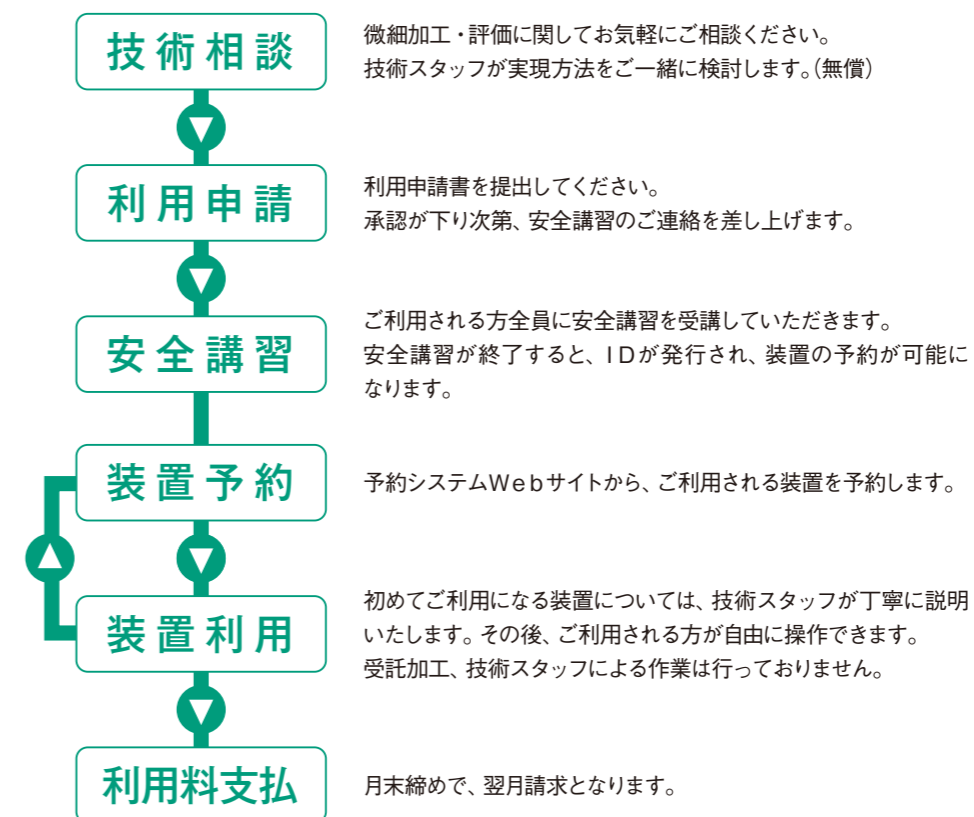 技術相談
微細加工・評価に関してお気軽にご相談ください。
技術スタッフが実現方法をご一緒に検討します。(無償)
利用申請
利用申請書を提出してください。
承認が下り次第、安全講習のご連絡を差し上げます。
安全講習
ご利用される方全員に安全講習を受講していただきます。
安全講習が終了すると、IDが発行され、装置の予約が可能に
なります。
装置予約
予約システムWebサイトから、ご利用される装置を予約します。
装置利用
初めてご利用になる装置については、技術スタッフが丁寧に説明
いたします。その後、ご利用される方が自由に操作できます。
受託加工、技術スタッフによる作業は行っておりません。
利用料支払
月末締めで、翌月請求となります。